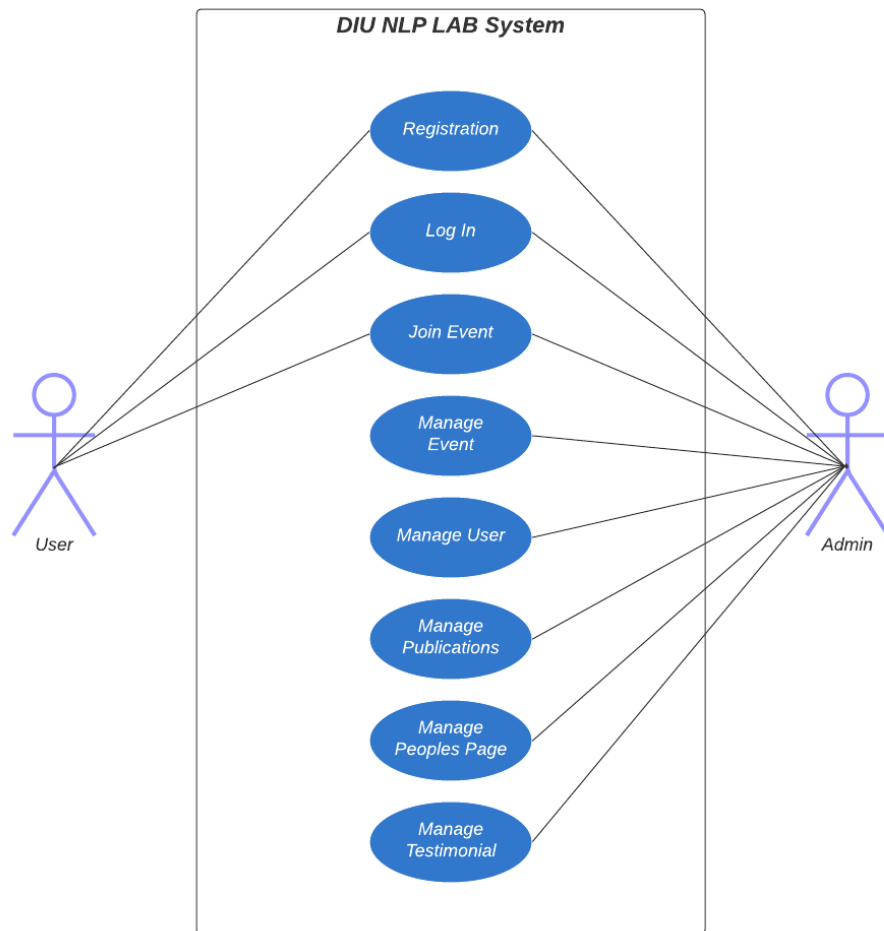 DIU NLP LAB System
Registration
Log In
Join Event
Manage
Event
Manage User
Manage
Publications
Manage
Peoples Page
Manage
Testimonial
User
Admin